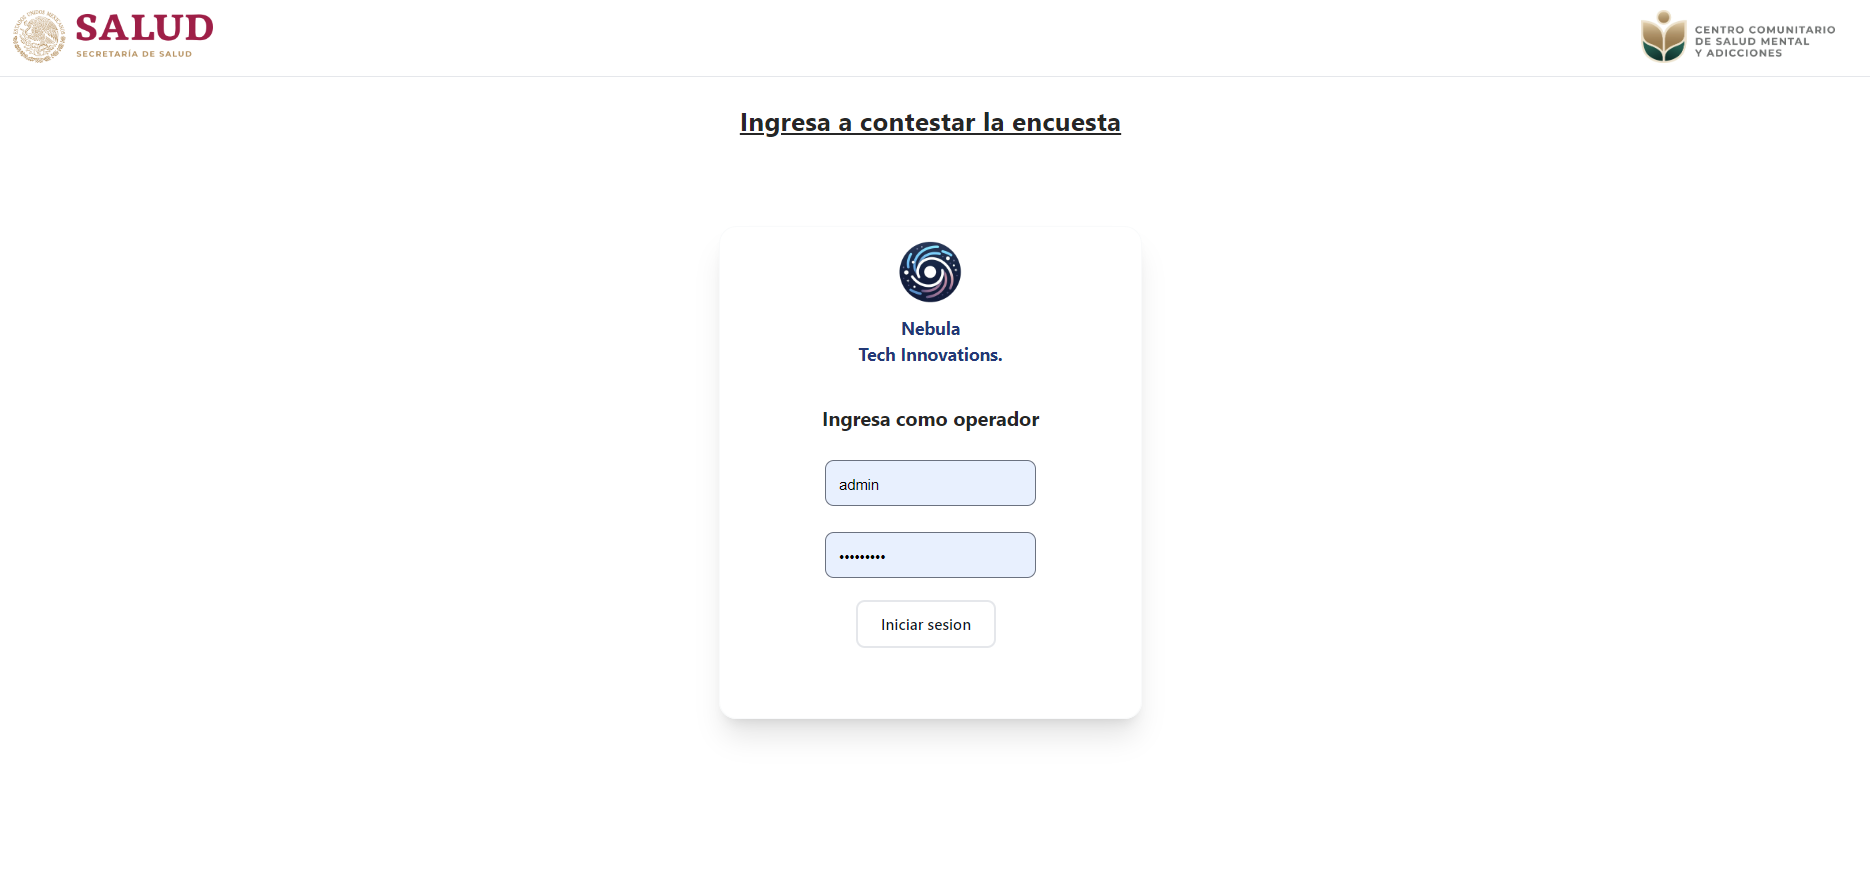 SALUD
SECRETARÍA DE SALUD
CENTRO COMUNITARIO
DE SALUD MENTAL
Y ADICCIONES
Ingresa a contestar la encuesta
Nebula
Tech Innovations.
Ingresa como operador
admin
•••••••••
Iniciar sesion